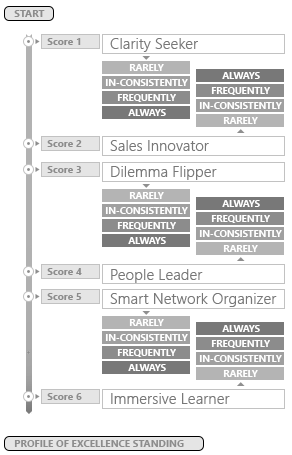 START
Score 1 Clarity Seeker
RARELY
IN-CONSISTENTLY
FREQUENTLY
ALWAYS
ALWAYS
FREQUENTLY
IN-CONSISTENTLY
RARELY
Score 2 Sales Innovator
Score 3 Dilemma Flipper
RARELY
IN-CONSISTENTLY
FREQUENTLY
ALWAYS
ALWAYS
FREQUENTLY
IN-CONSISTENTLY
RARELY
Score 4 People Leader
Score 5 Smart Network Organizer
RARELY
IN-CONSISTENTLY
FREQUENTLY
ALWAYS
ALWAYS
FREQUENTLY
IN-CONSISTENTLY
RARELY
Score 6 Immersive Learner
PROFILE OF EXCELLENCE STANDING